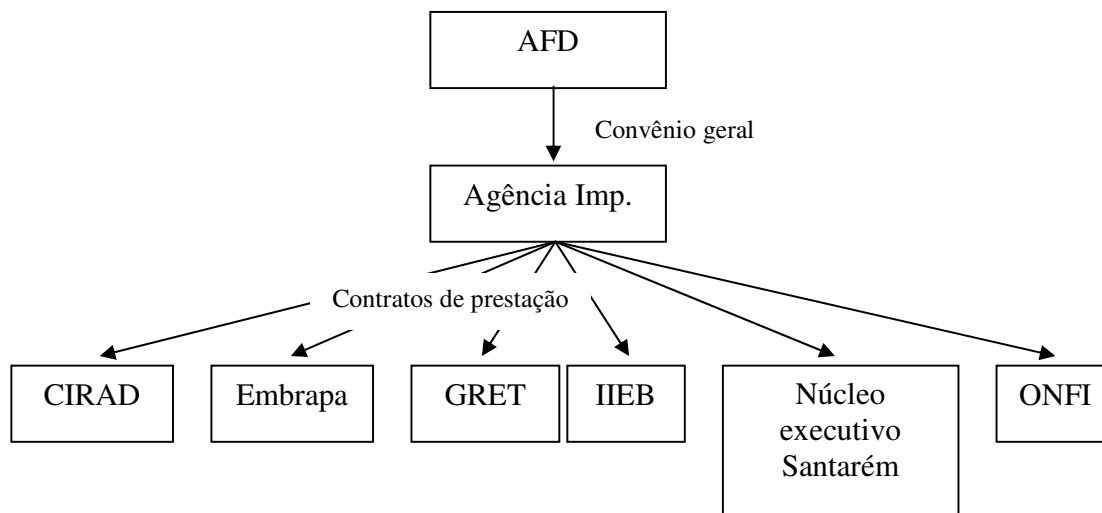 AFD
Convênio geral
Agência Imp.
Contratos de prestação
CIRAD
Embrapa
GRET
IIEB
Núcleo
executivo
Santarém
ONFI